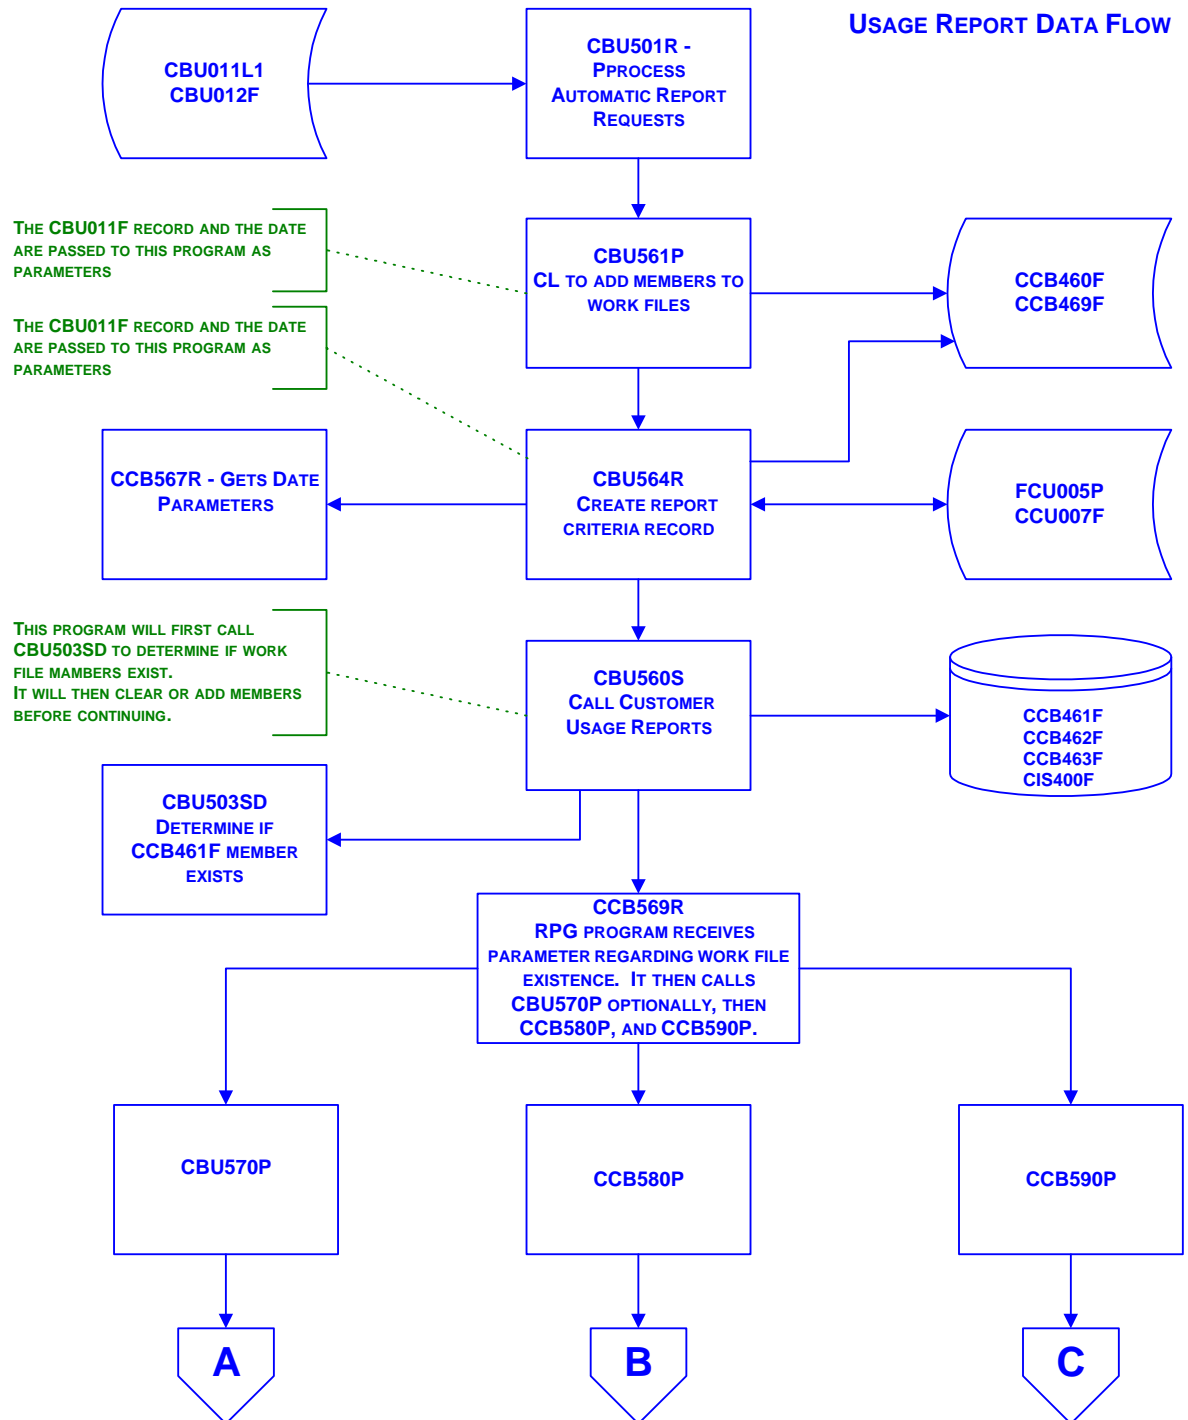 USAGE REPORT DATA FLOW
CBU011L1
CBU012F
CBU501R -
PPROCESS
AUTOMATIC REPORT
REQUESTS
THE CBU011F RECORD AND THE DATE
ARE PASSED TO THIS PROGRAM AS
PARAMETERS
CBU561P
CL TO ADD MEMBERS TO
WORK FILES
CCB460F
CCB469F
THE CBU011F RECORD AND THE DATE
ARE PASSED TO THIS PROGRAM AS
PARAMETERS
CCB567R - GETS DATE
PARAMETERS
CBU564R
CREATE REPORT
CRITERIA RECORD
FCU005P
CCU007F
THIS PROGRAM WILL FIRST CALL
CBU503SD TO DETERMINE IF WORK
FILE MAMBERS EXIST.
IT WILL THEN CLEAR OR ADD MEMBERS
BEFORE CONTINUING.
CBU560S
CALL CUSTOMER
USAGE REPORTS
CCB461F
CCB462F
CCB463F
CIS400F
CBU503SD
DETERMINE IF
CCB461F MEMBER
EXISTS
CCB569R
RPG PROGRAM RECEIVES
PARAMETER REGARDING WORK FILE
EXISTENCE. IT THEN CALLS
CBU570P OPTIONALLY, THEN
CCB580P, AND CCB590P.
CBU570P
CCB580P
CCB590P
A
B
C